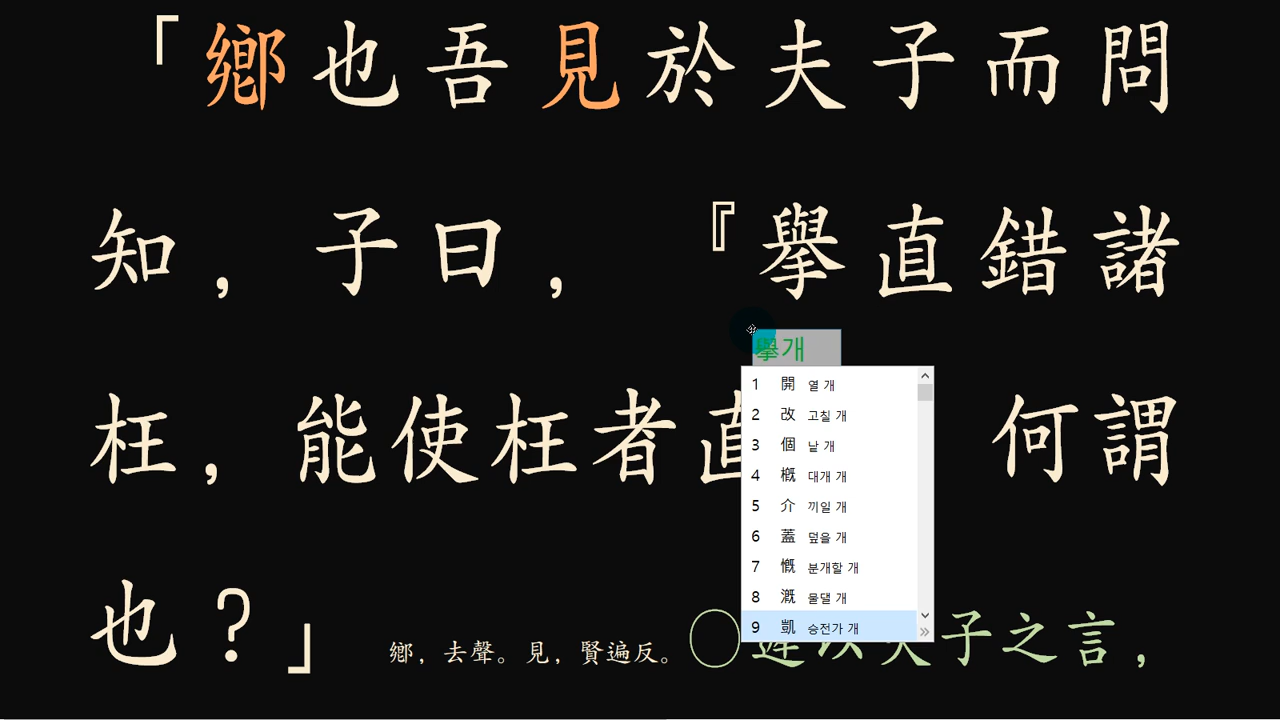 「鄉也吾見於夫子而問
知，子曰，『擧直錯諸
擧개
枉，能使枉者直
何謂
1 開 열 개
2 改 고칠 개
3 個 낱 개
4 槪 대개 개
5 介 끼일 개
6 蓋 덮을 개
7 慨 분개할 개
8 漑 물댈 개
9 凱 승전가 개
也？」 鄉，去聲。見，賢遍反。 ○
子之言，